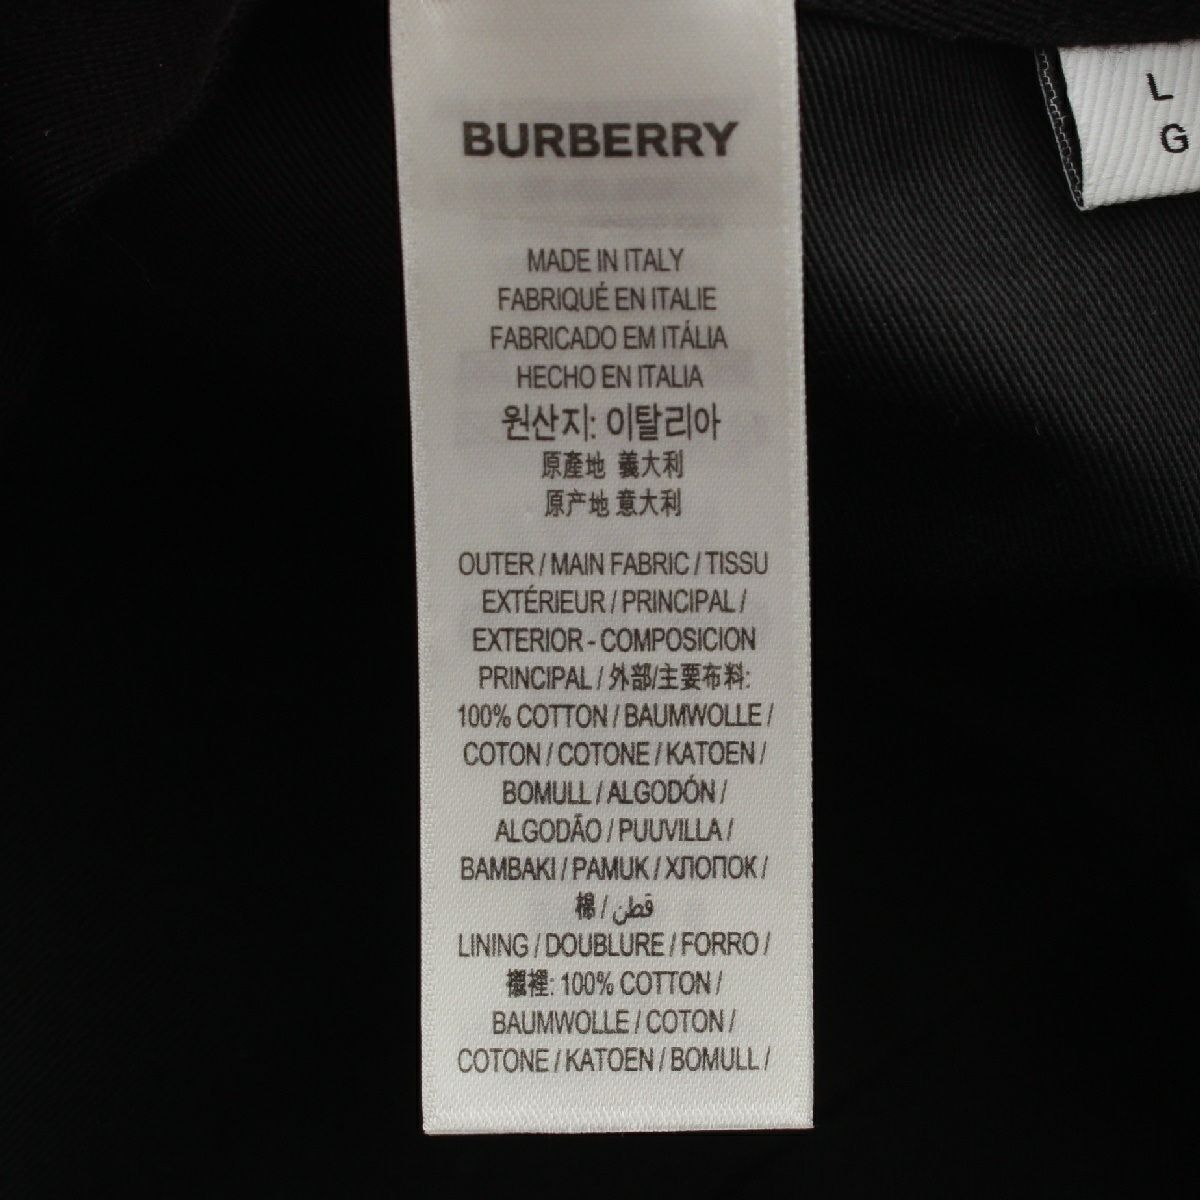 BURBERRY
MADE IN ITALY
FABRIQUÉ EN ITALIE
FABRICADO EM ITÁLIA
HECHO EN ITALIA
원산지: 이탈리아
原產地 義大利
原产地 意大利
OUTER / MAIN FABRIC / TISSU
EXTÉRIEUR / PRINCIPAL /
EXTERIOR - COMPOSICION
PRINCIPAL / 外部/主要布料:
100% COTTON / BAUMWOLLE /
COTON / COTONE / KATOEN /
BOMULL / ALGODÓN /
ALGODÃO / PUUVILLA /
BAMBAKI / PAMUK / ХЛОПОК /
棉 / قطن
LINING / DOUBLURE / FORRO /
襯裡: 100% COTTON /
BAUMWOLLE / COTON /
COTONE / KATOEN / BOMULL /
L
G